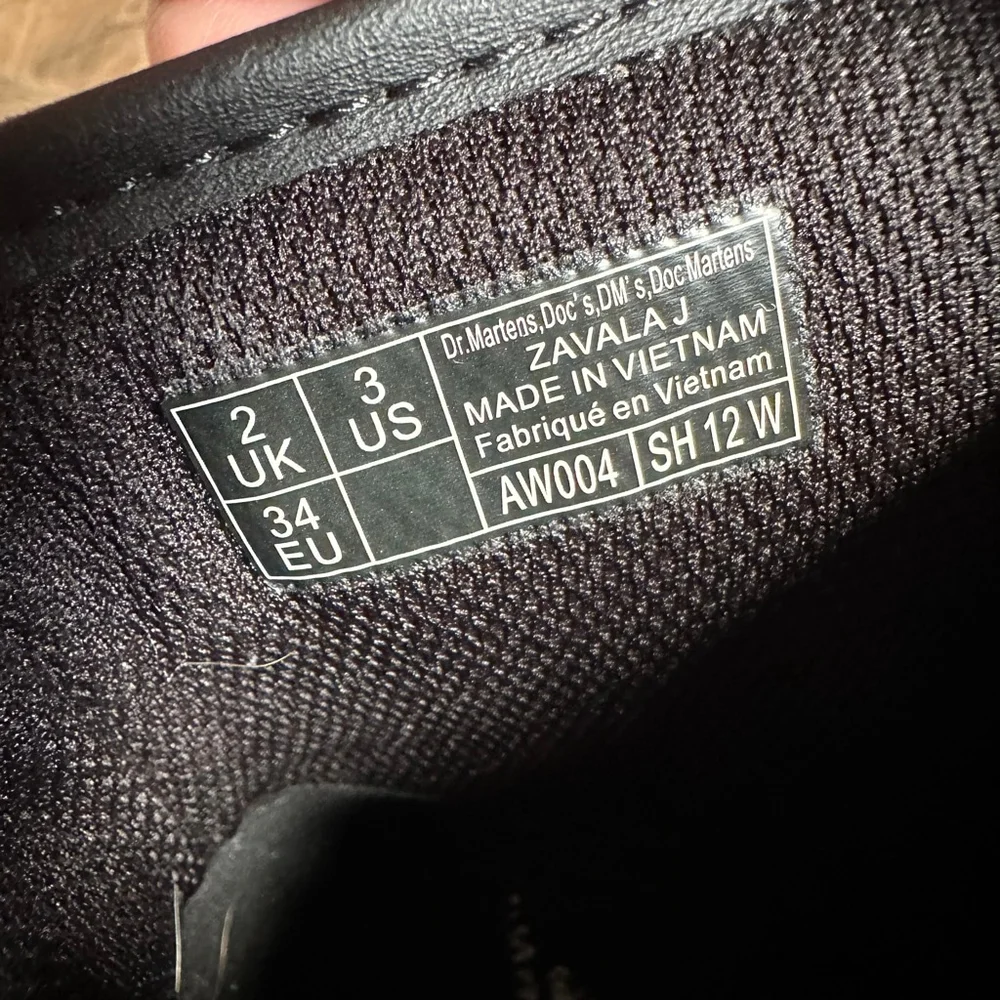 2
UK
3
US
34
EU
Dr.Martens,Doc's,DM's,Doc Martens
ZAVALA J
MADE IN VIETNAM
Fabriqué en Vietnam
AW004
SH 12 W